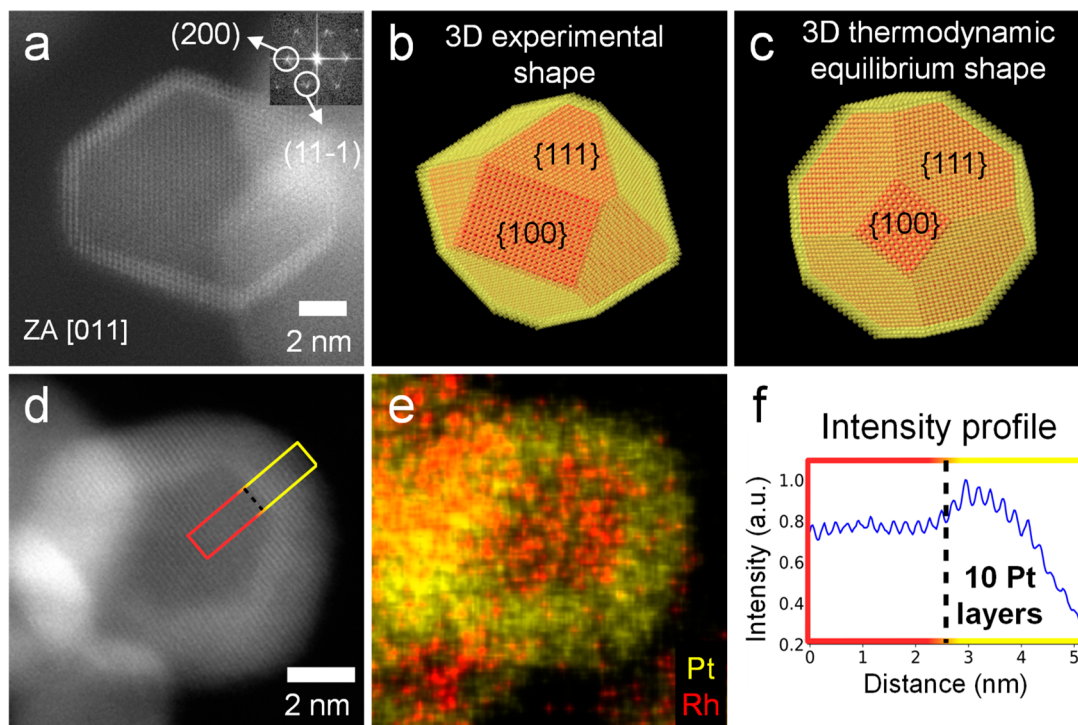 a
(200)
(11-1)
ZA [011]
2 nm
b
3D experimental
shape
{111}
{100}
c
3D thermodynamic
equilibrium shape
{111}
{100}
d
2 nm
e
Pt
Rh
f
Intensity profile
Intensity (a.u.)
1.0
0.8
0.6
0.4
0.2
10 Pt
layers
0
1
2
3
4
5
Distance (nm)